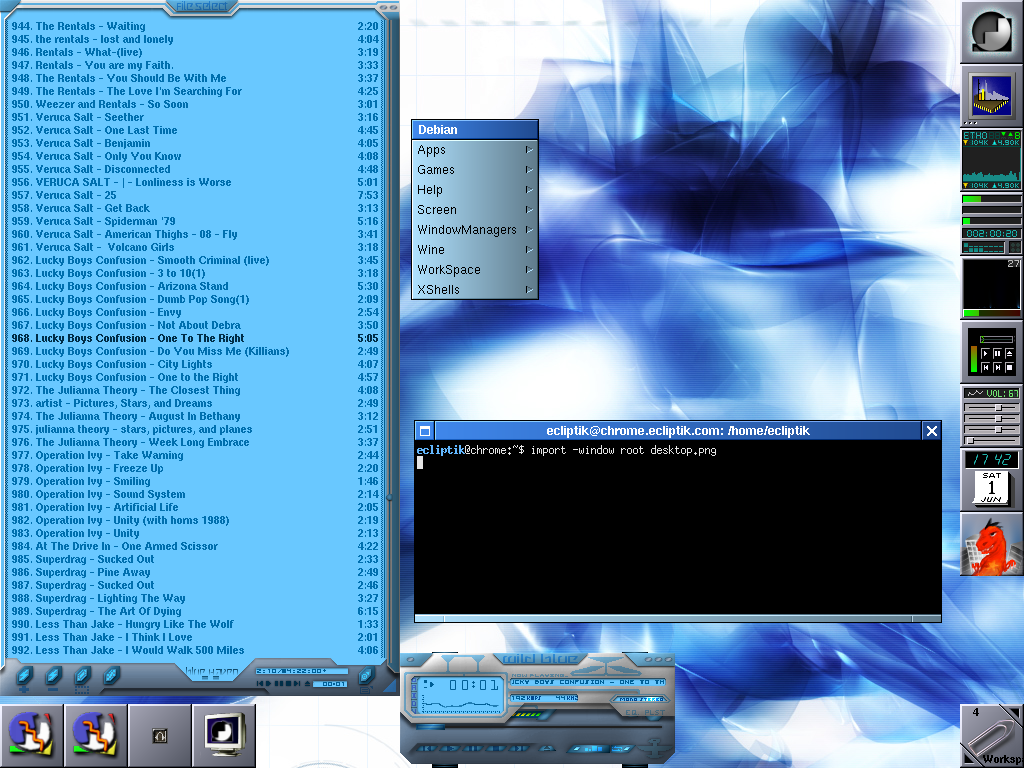 File select
944. The Rentals - Waiting 2:20
945. the rentals - lost and lonely 4:04
946. Rentals - What-(live) 3:19
947. Rentals - You are my Faith. 3:33
948. The Rentals - You Should Be With Me 3:37
949. The Rentals - The Love I'm Searching For 4:25
950. Weezer and Rentals - So Soon 3:01
951. Veruca Salt - Seether 3:16
952. Veruca Salt - One Last Time 4:45
953. Veruca Salt - Benjamin 4:05
954. Veruca Salt - Only You Know 4:08
955. Veruca Salt - Disconnected 4:48
956. VERUCA SALT - | - Lonliness is Worse 5:01
957. Veruca Salt - 25 7:53
958. Veruca Salt - Get Back 3:13
959. Veruca Salt - Spiderman '79 5:16
960. Veruca Salt - American Thighs - 08 - Fly 3:41
961. Veruca Salt - Volcano Girls 3:18
962. Lucky Boys Confusion - Smooth Criminal (live) 3:45
963. Lucky Boys Confusion - 3 to 10(1) 3:18
964. Lucky Boys Confusion - Arizona Stand 5:30
965. Lucky Boys Confusion - Dumb Pop Song(1) 2:09
966. Lucky Boys Confusion - Envy 2:54
967. Lucky Boys Confusion - Not About Debra 3:50
968. Lucky Boys Confusion - One To The Right 5:05
969. Lucky Boys Confusion - Do You Miss Me (Killians) 2:49
970. Lucky Boys Confusion - City Lights 4:07
971. Lucky Boys Confusion - One to the Right 4:57
972. The Julianna Theory - The Closest Thing 4:08
973. artist - Pictures, Stars, and Dreams 2:49
974. The Julianna Theory - August In Bethany 3:12
975. julianna theory - stars, pictures, and planes 2:51
976. The Julianna Theory - Week Long Embrace 3:37
977. Operation Ivy - Take Warning 2:44
978. Operation Ivy - Freeze Up 2:20
979. Operation Ivy - Smiling 1:46
980. Operation Ivy - Sound System 2:14
981. Operation Ivy - Artificial Life 2:05
982. Operation Ivy - Unity (with horns 1988) 2:19
983. Operation Ivy - Unity 2:13
984. At The Drive In - One Armed Scissor 4:22
985. Superdrag - Sucked Out 2:33
986. Superdrag - Pine Away 2:49
987. Superdrag - Sucked Out 2:46
988. Superdrag - Lighting The Way 3:27
989. Superdrag - The Art Of Dying 6:15
990. Less Than Jake - Hungry Like The Wolf 1:33
991. Less Than Jake - I Think I Love 2:01
992. Less Than Jake - I Would Walk 500 Miles 4:06
00:01
Debian
Apps
Games
Help
Screen
WindowManagers
Wine
WorkSpace
XShells
ecliptik@chrome.ecliptik.com: /home/ecliptik
ecliptik@chrome:~$ import -window root desktop.png
wild blue
NOW PLAYING
UCKY BOYS CONFUSION - ONE TO TH
00:01
192 KBPS 44 KHZ
MONO STEREO
EQ PLST
ETH0
104K 4.90K
104K 4.90K
002:00:20
27
VOL: 67
17 42
SAT
1
JUN
4
Worksp